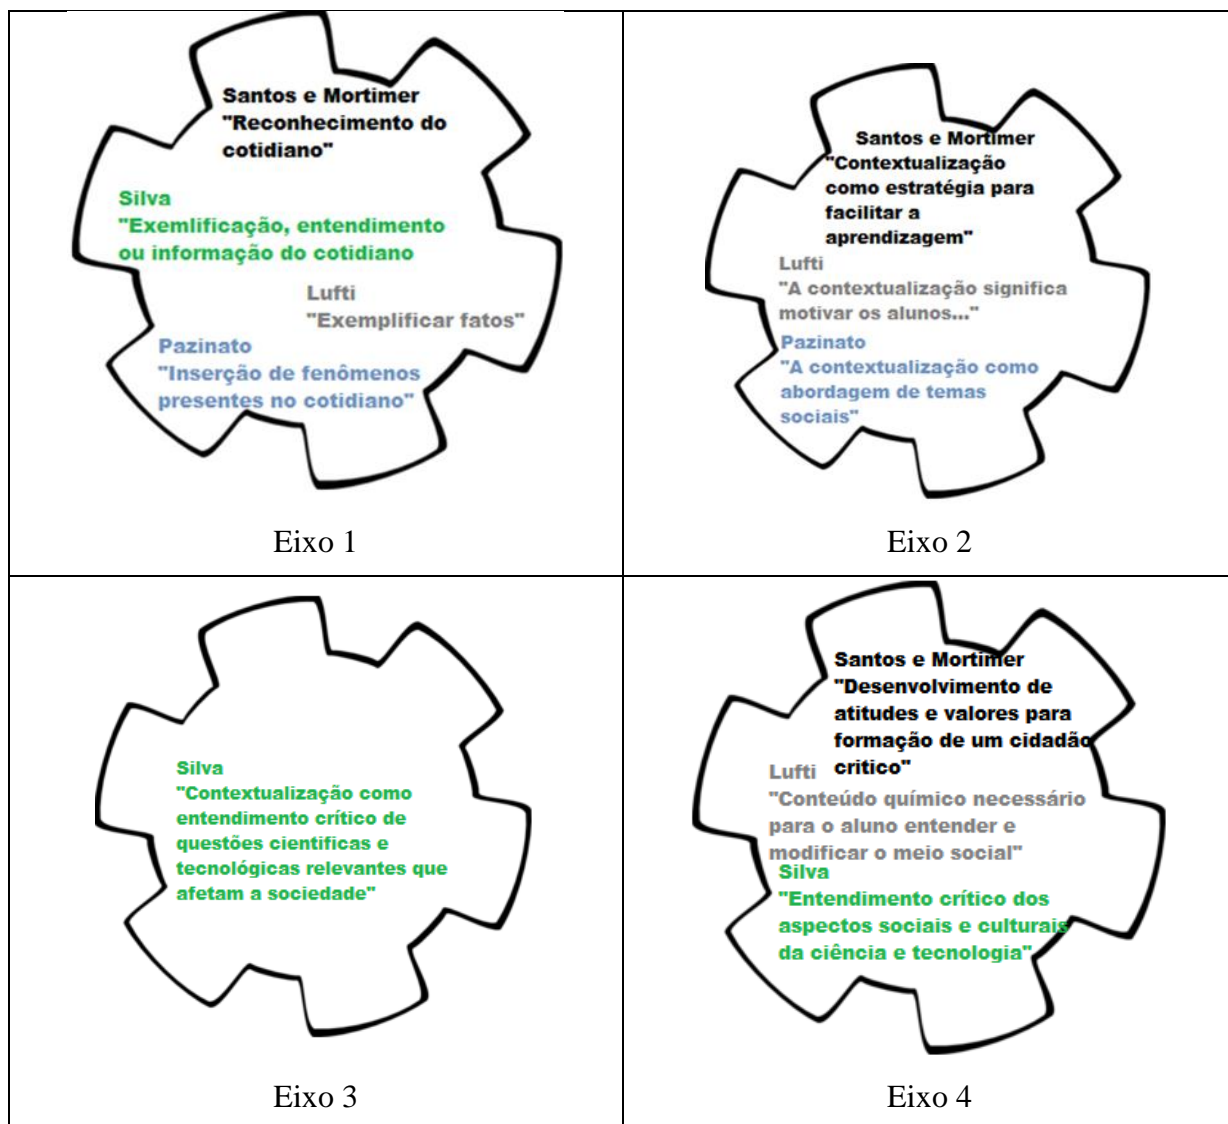 Santos e Mortimer
"Reconhecimento do
cotidiano"
Silva
"Exemlificação, entendimento
ou informação do cotidiano
Lufti
"Exemplificar fatos"
Pazinato
"Inserção de fenômenos
presentes no cotidiano"
Eixo 1
Santos e Mortimer
"Contextualização
como estratégia para
facilitar a
aprendizagem"
Lufti
"A contextualização significa
motivar os alunos..."
Pazinato
"A contextualização como
abordagem de temas
sociais"
Eixo 2
Silva
"Contextualização como
entendimento crítico de
questões cientificas e
tecnológicas relevantes que
afetam a sociedade"
Eixo 3
Santos e Mortimer
"Desenvolvimento de
atitudes e valores para
formação de um cidadão
critico"
Lufti
"Conteúdo químico necessário
para o aluno entender e
modificar o meio social"
Silva
"Entendimento crítico dos
aspectos sociais e culturais
da ciência e tecnologia"
Eixo 4